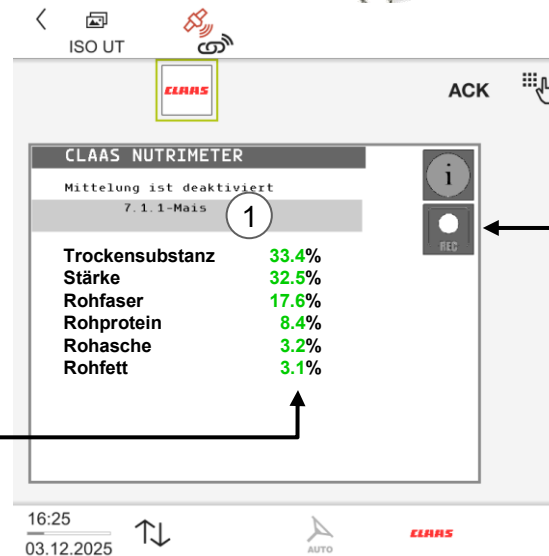 ISO UT
CLAAS
ACK
CLAAS NUTRIMETER
i
Mittelung ist deaktiviert
7.1.1-Mais
1
REC
Trockensubstanz 33.4%
Stärke 32.5%
Rohfaser 17.6%
Rohprotein 8.4%
Rohasche 3.2%
Rohfett 3.1%
16:25
03.12.2025
AUTO
CLAAS